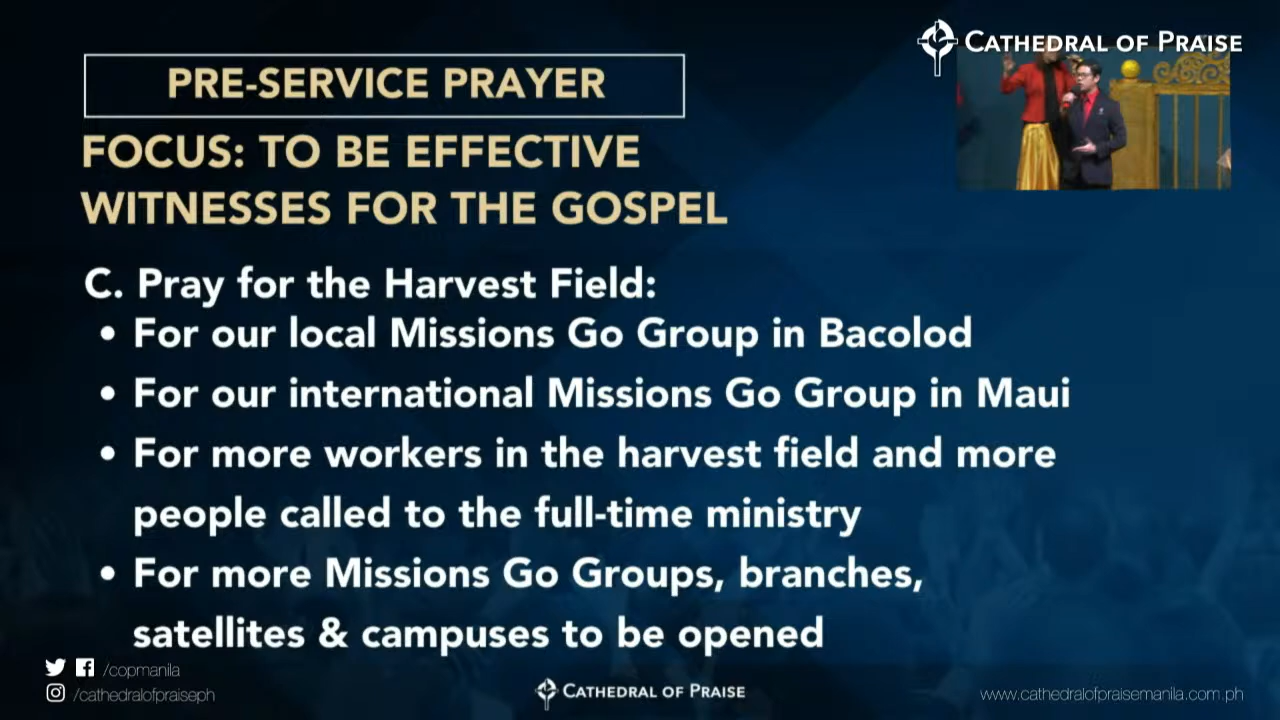 CATHEDRAL OF PRAISE
PRE-SERVICE PRAYER
FOCUS: TO BE EFFECTIVE
WITNESSES FOR THE GOSPEL
C. Pray for the Harvest Field:
• For our local Missions Go Group in Bacolod
• For our international Missions Go Group in Maui
• For more workers in the harvest field and more
people called to the full-time ministry
• For more Missions Go Groups, branches,
satellites & campuses to be opened
/copmanila
/cathedralofpraiseph
CATHEDRAL OF PRAISE
www.cathedralofpraisemanila.com.ph